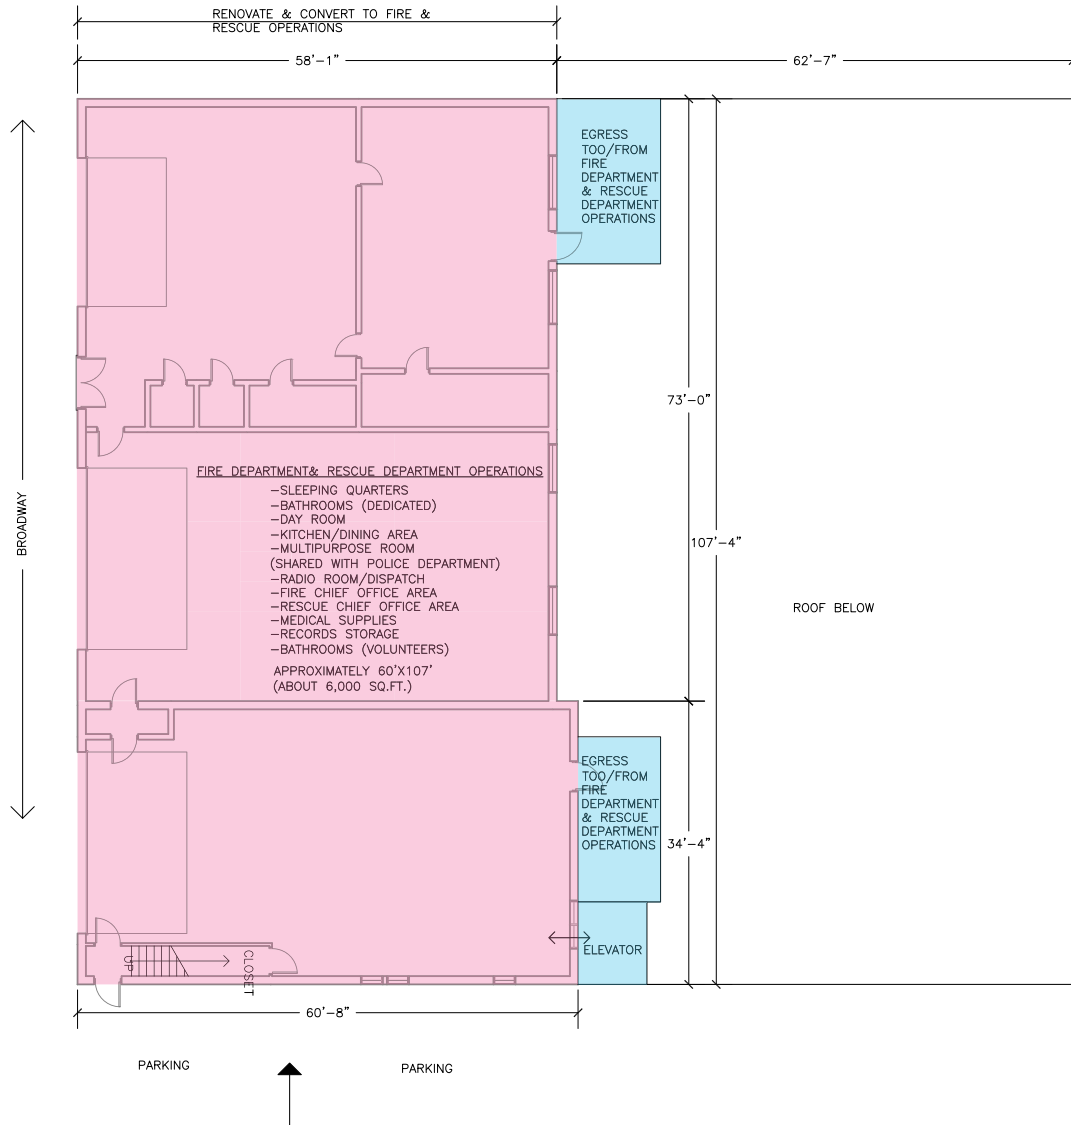 RENOVATE & CONVERT TO FIRE &
RESCUE OPERATIONS
58'-1"
62'-7"
EGRESS
TOO/FROM
FIRE
DEPARTMENT
& RESCUE
DEPARTMENT
OPERATIONS
73'-0"
107'-4"
BROADWAY
FIRE DEPARTMENT& RESCUE DEPARTMENT OPERATIONS
-SLEEPING QUARTERS
-BATHROOMS (DEDICATED)
-DAY ROOM
-KITCHEN/DINING AREA
-MULTIPURPOSE ROOM
(SHARED WITH POLICE DEPARTMENT)
-RADIO ROOM/DISPATCH
-FIRE CHIEF OFFICE AREA
-RESCUE CHIEF OFFICE AREA
-MEDICAL SUPPLIES
-RECORDS STORAGE
-BATHROOMS (VOLUNTEERS)
APPROXIMATELY 60'X107'
(ABOUT 6,000 SQ.FT.)
ROOF BELOW
EGRESS
TOO/FROM
FIRE
DEPARTMENT
& RESCUE
DEPARTMENT
OPERATIONS
34'-4"
ELEVATOR
UP
CLOSET
60'-8"
PARKING
PARKING